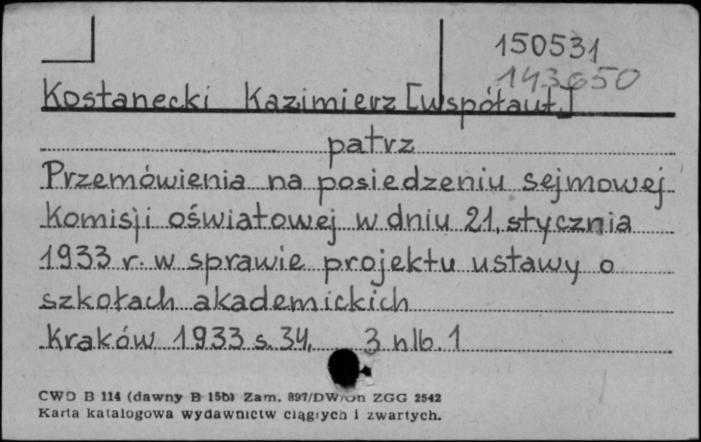 150531
143650
Kostanecki Kazimierz [współaut.]
patrz
Przemówienia na posiedzeniu sejmowej
Komisji oświatowej w dniu 21. stycznia
1933 r. w sprawie projektu ustawy o
szkołach akademickich
Kraków 1933 s. 34, 3 nlb. 1
CWD B 114 (dawny B 15b) Zam. 897/DW/Dn ZGG 2542
Karta katalogowa wydawnictw ciągłych i zwartych.